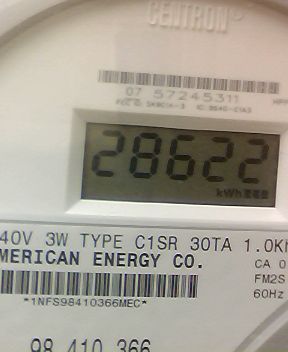 CENTRON®
07 57245311
28622
kWh
40V 3W TYPE C1SR 30TA 1.0Kh
MERICAN ENERGY CO.
CA 0
FM2S
60Hz
*1NFS98410366MEC*
98 410 366